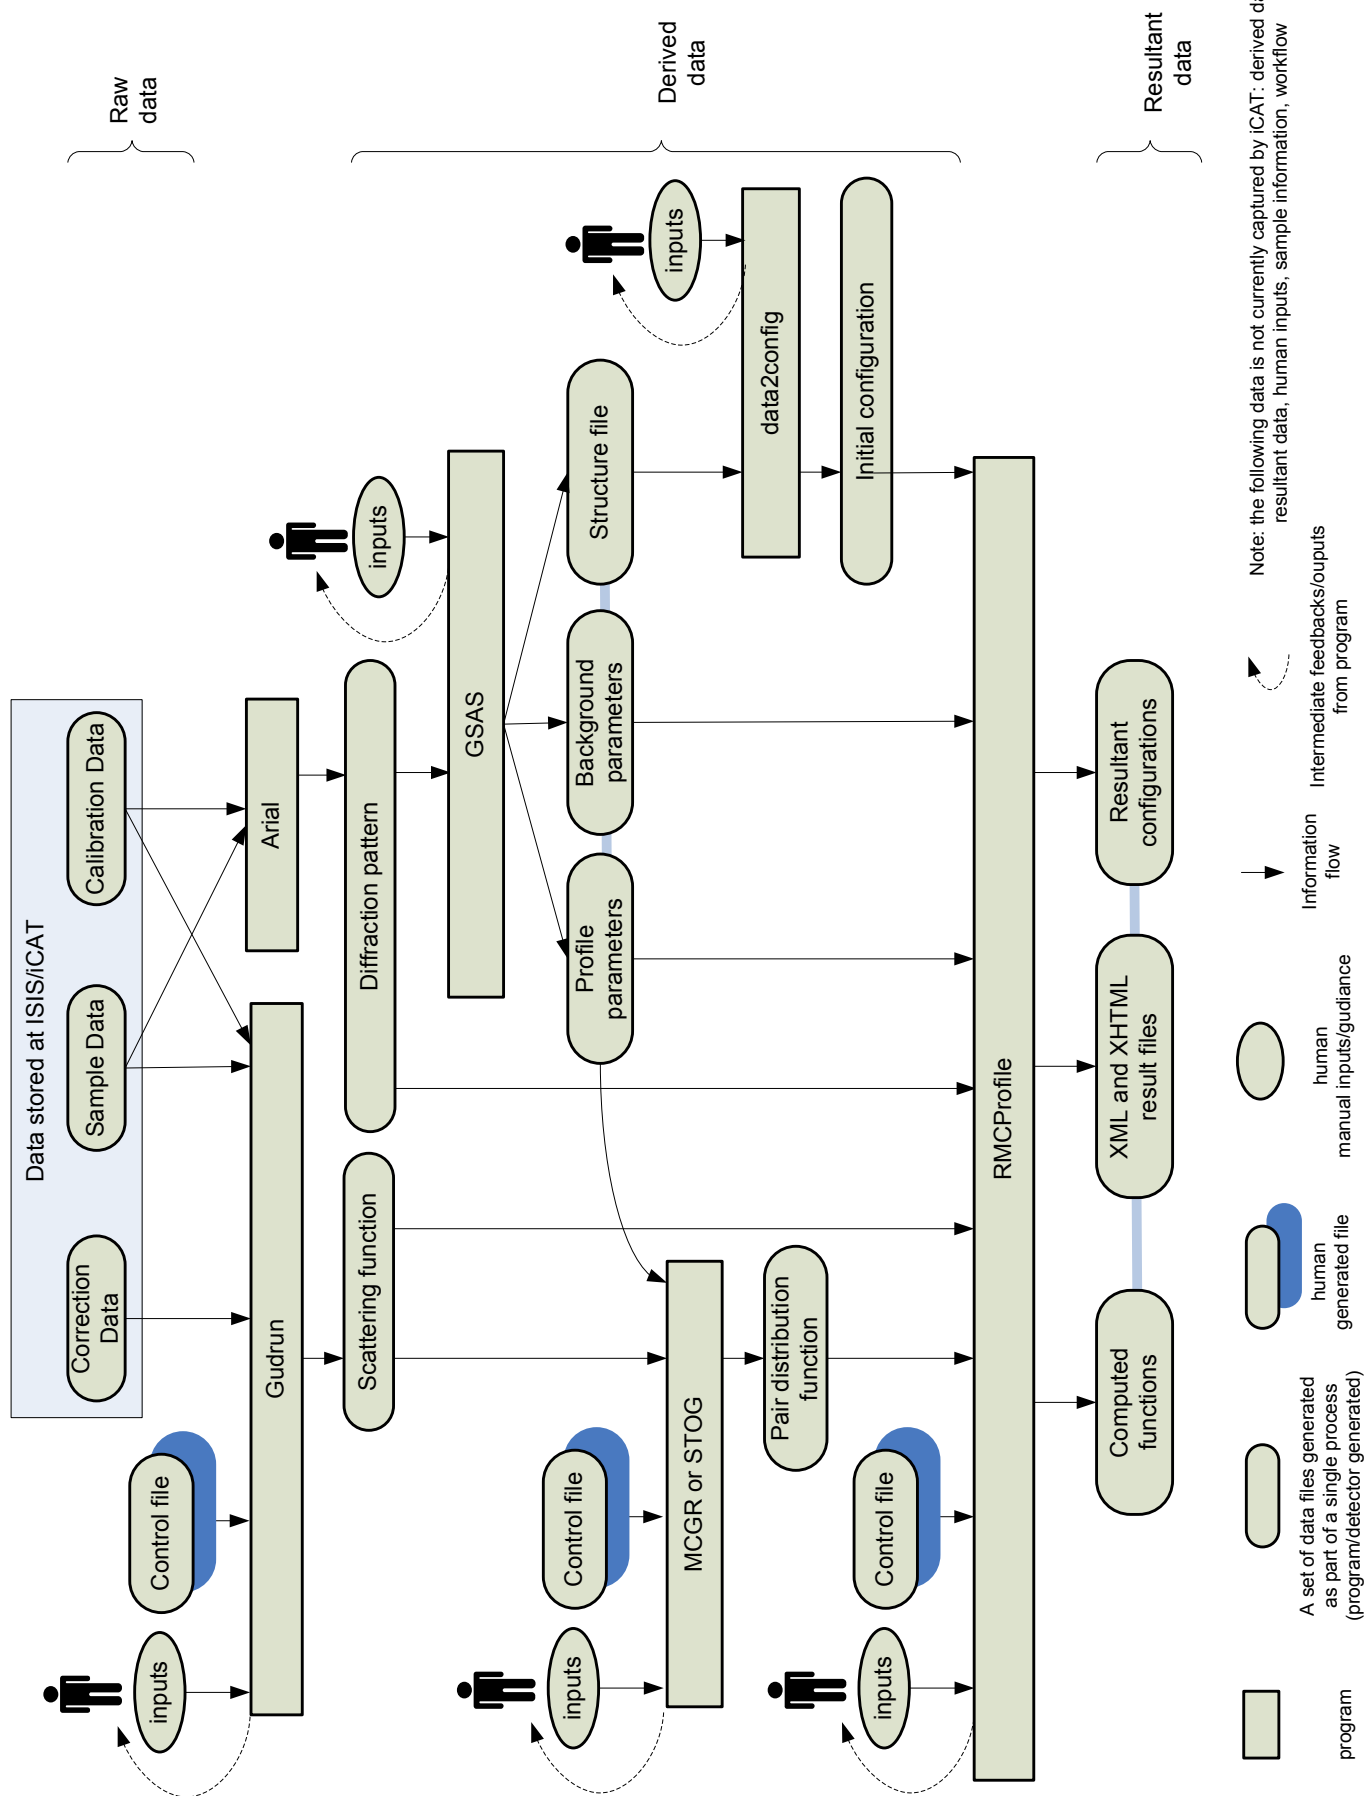 Data stored at ISIS/iCAT
Correction
Data
Sample Data
Calibration Data
Raw
data
inputs
Control file
Gudrun
Arial
Scattering function
Diffraction pattern
inputs
GSAS
Derived
data
inputs
Control file
Profile
parameters
Background
parameters
Structure file
inputs
MCGR or STOG
data2config
Pair distribution
function
Initial configuration
inputs
Control file
RMCProfile
Computed
functions
XML and XHTML
result files
Resultant
configurations
Resultant
data
program
A set of data files generated
as part of a single process
(program/detector generated)
human
generated file
human
manual inputs/gudiance
Information
flow
Intermediate feedbacks/ouputs
from program
Note: the following data is not currently captured by iCAT: derived
resultant data, human inputs, sample information, workflow